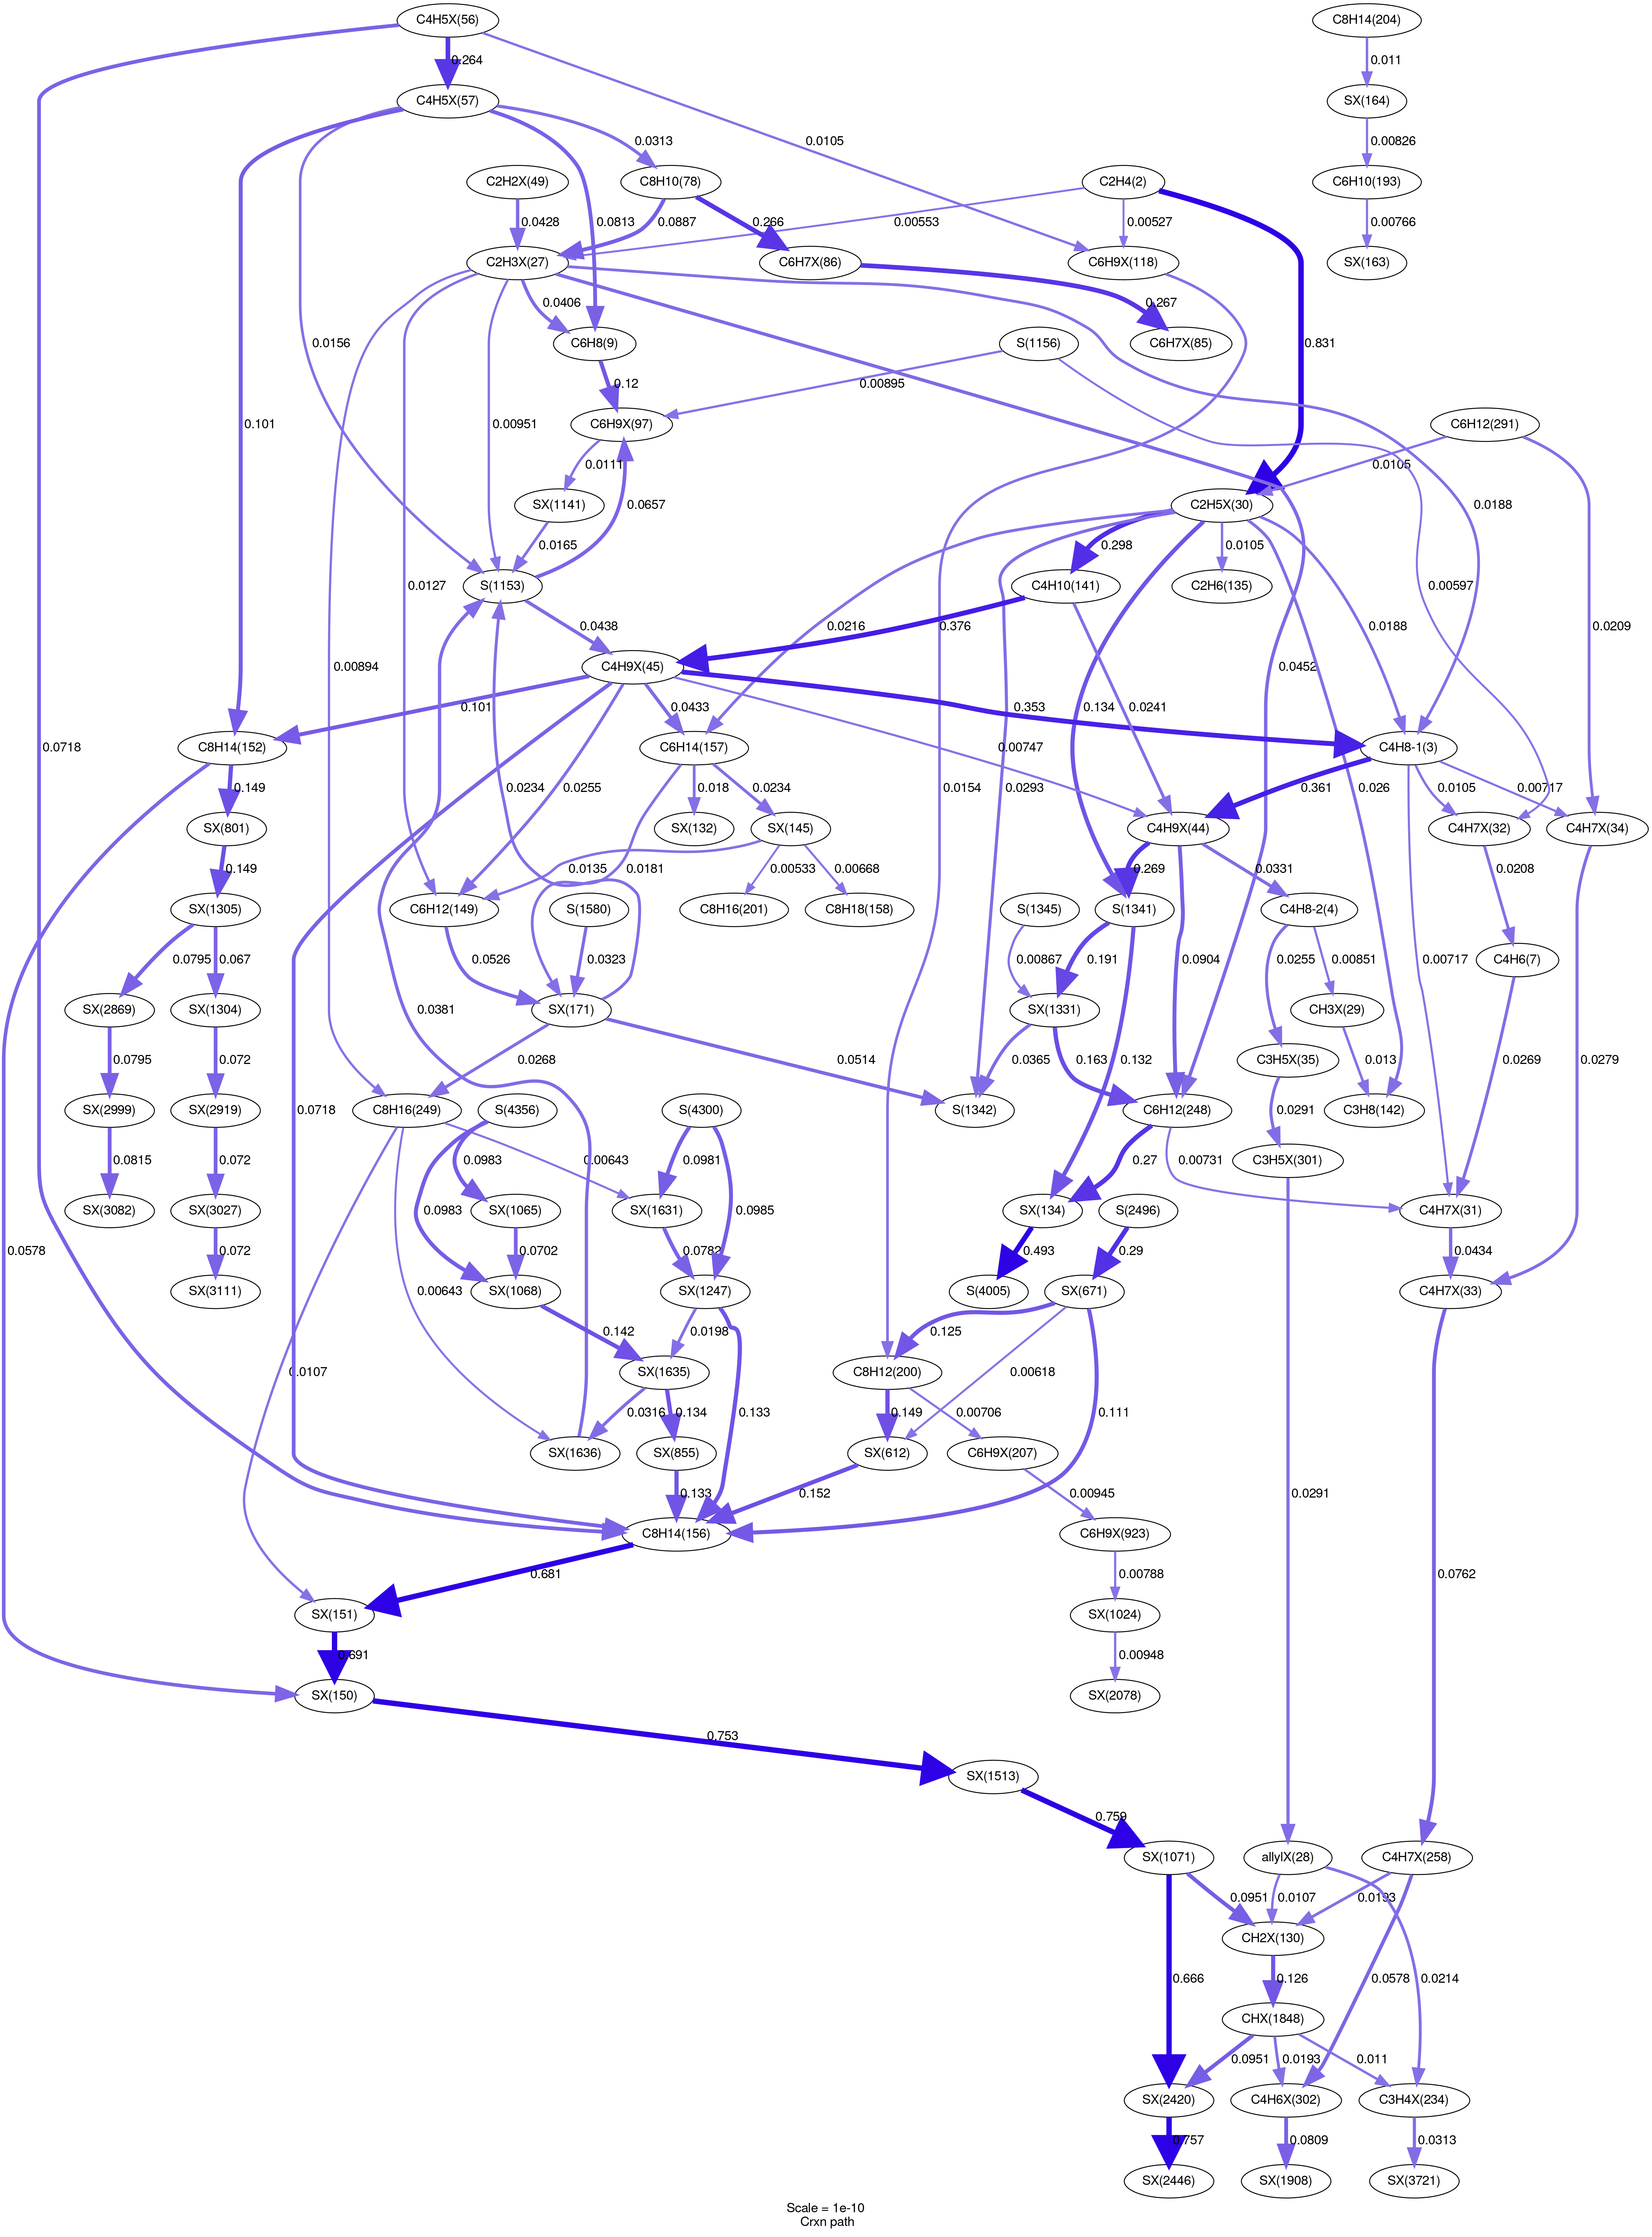 C4H5X(56)
C8H14(204)
0.264
0.011
C4H5X(57)
SX(164)
0.0313
0.0105
0.00826
C2H2X(49)
C8H10(78)
C2H4(2)
C6H10(193)
0.0428
0.0813
0.0887
0.266
0.00553
0.00527
0.00766
C2H3X(27)
C6H7X(86)
C6H9X(118)
SX(163)
0.0406
0.267
0.0156
C6H8(9)
S(1156)
C6H7X(85)
0.831
0.12
0.00895
0.101
0.00951
C6H9X(97)
0.0188
C6H12(291)
0.0111
0.0105
SX(1141)
C2H5X(30)
0.0657
0.0165
0.298
0.0105
0.0127
S(1153)
C4H10(141)
C2H6(135)
0.00597
0.0438
0.0216
0.376
0.0452
0.0188
0.0209
0.00894
C4H9X(45)
0.101
0.0433
0.353
0.134
0.0241
0.0718
C8H14(152)
C6H14(157)
0.00747
C4H8-1(3)
0.149
0.0234
0.0255
0.018
0.0234
0.0154
0.0293
0.361
0.026
0.0105
0.00717
SX(801)
SX(132)
SX(145)
C4H9X(44)
C4H7X(32)
C4H7X(34)
0.149
0.0181
0.0135
0.00533
0.00668
0.269
0.0331
0.0208
SX(1305)
C6H12(149)
S(1580)
C8H16(201)
C8H18(158)
S(1345)
S(1341)
C4H8-2(4)
0.0795
0.067
0.0526
0.0323
0.00867
0.191
0.0904
0.0255
0.00851
C4H6(7)
SX(2869)
SX(1304)
0.0381
SX(171)
SX(1331)
CH3X(29)
0.00717
0.0795
0.072
0.0718
0.0268
0.0514
0.0365
0.163
0.132
C3H5X(35)
0.013
0.0269
0.0279
SX(2999)
SX(2919)
C8H16(249)
S(4356)
S(4300)
S(1342)
C6H12(248)
0.0291
C3H8(142)
0.0815
0.072
0.0983
0.00643
0.0981
0.27
0.00731
C3H5X(301)
SX(3082)
SX(3027)
SX(1065)
SX(1631)
SX(134)
S(2496)
C4H7X(31)
0.0578
0.072
0.0983
0.0702
0.0782
0.0985
0.493
0.29
0.0434
SX(3111)
0.00643
SX(1068)
SX(1247)
S(4005)
SX(671)
C4H7X(33)
0.142
0.0198
0.125
0.0107
SX(1635)
C8H12(200)
0.00618
0.0316
0.134
0.133
0.149
0.00706
0.111
0.0762
SX(1636)
SX(855)
SX(612)
C6H9X(207)
0.133
0.152
0.00945
0.0291
C8H14(156)
C6H9X(923)
0.681
0.00788
SX(151)
SX(1024)
0.691
0.00948
SX(150)
SX(2078)
0.753
SX(1513)
0.759
SX(1071)
allylX(28)
C4H7X(258)
0.0951
0.0107
0.0193
CH2X(130)
0.666
0.126
0.0578
0.0214
CHX(1848)
0.0951
0.0193
0.011
SX(2420)
C4H6X(302)
C3H4X(234)
0.757
0.0809
0.0313
SX(2446)
SX(1908)
SX(3721)
Scale = 1e-10
Crxn path